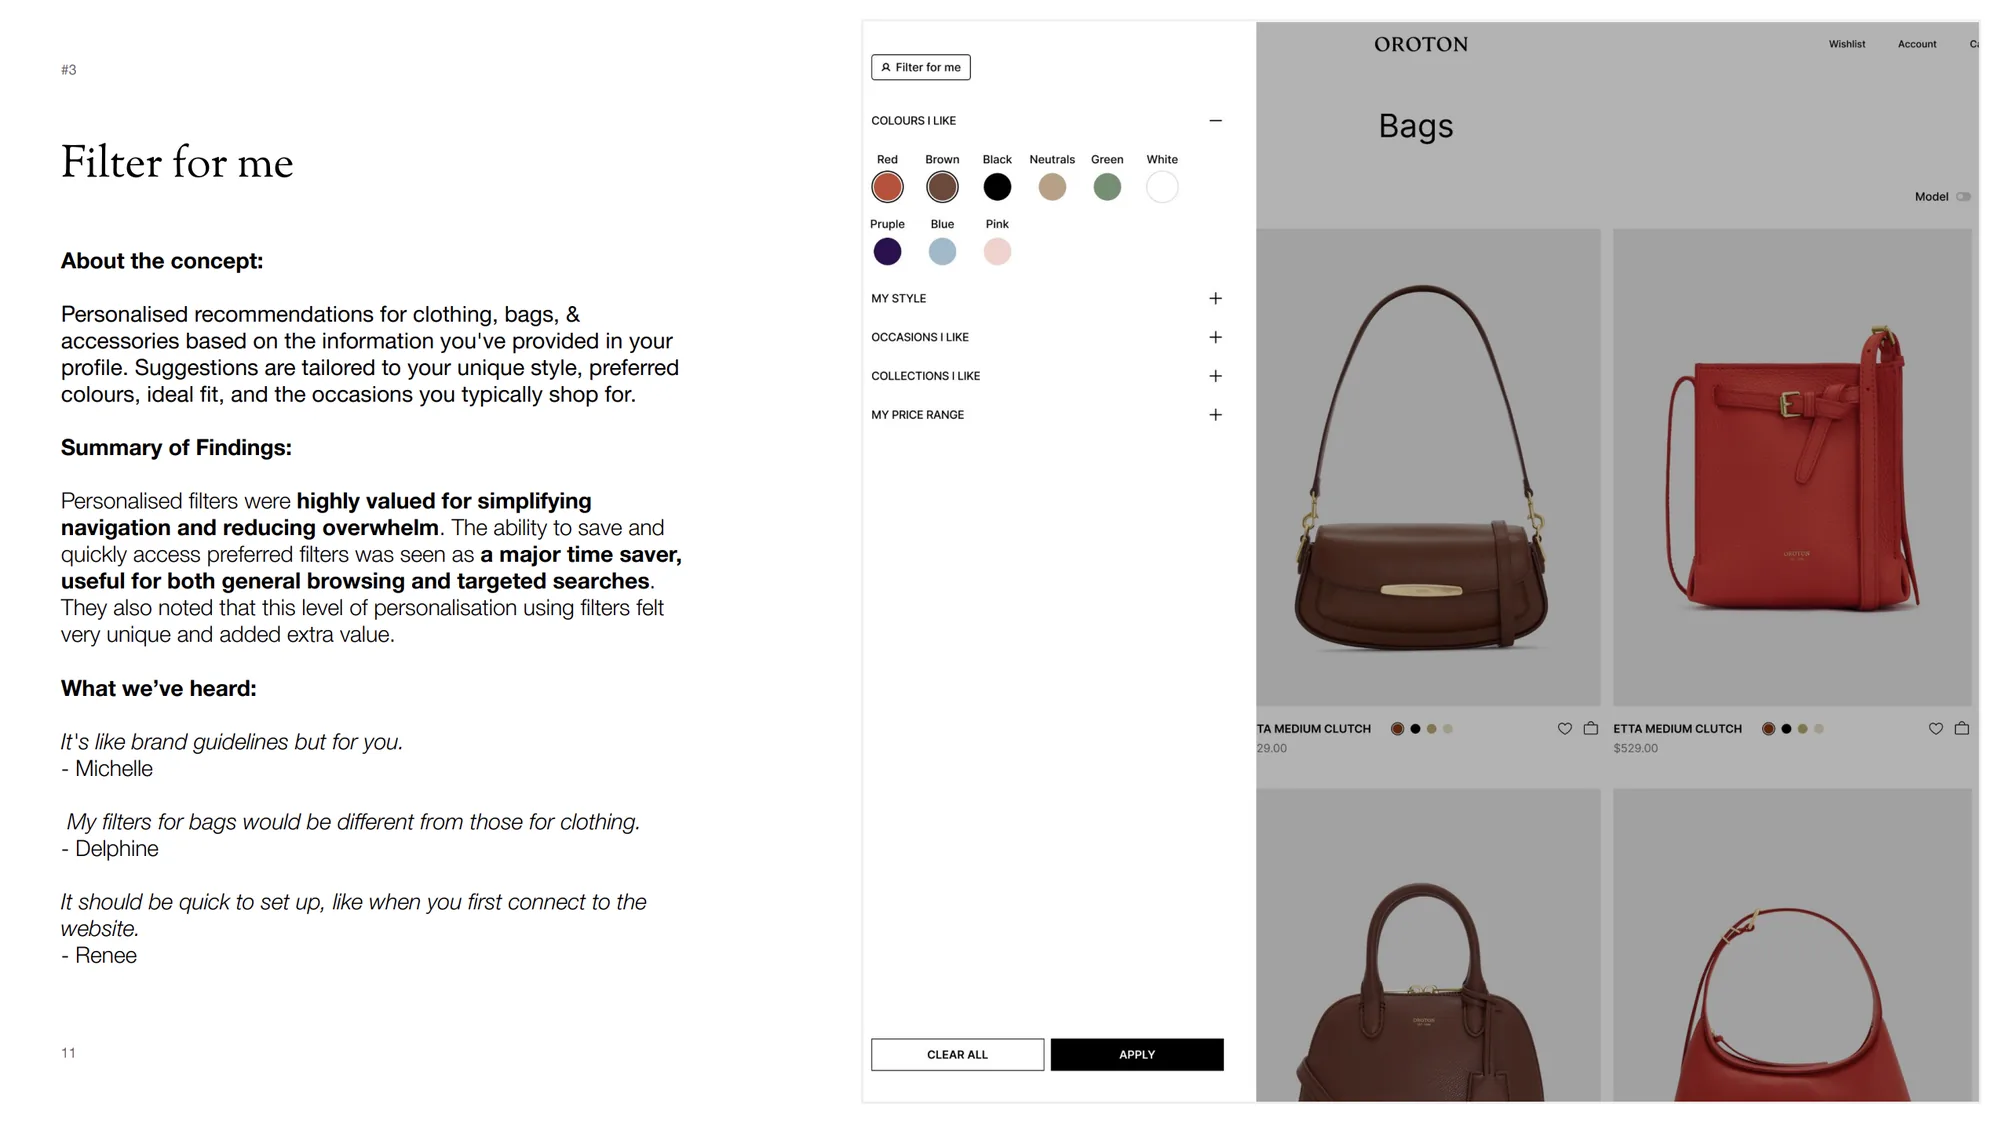 #3
Filter for me
About the concept:
Personalised recommendations for clothing, bags, &
accessories based on the information you've provided in your
profile. Suggestions are tailored to your unique style, preferred
colours, ideal fit, and the occasions you typically shop for.
Summary of Findings:
Personalised filters were highly valued for simplifying
navigation and reducing overwhelm. The ability to save and
quickly access preferred filters was seen as a major time saver,
useful for both general browsing and targeted searches.
They also noted that this level of personalisation using filters felt
very unique and added extra value.
What we’ve heard:
It's like brand guidelines but for you.
- Michelle
My filters for bags would be different from those for clothing.
- Delphine
It should be quick to set up, like when you first connect to the
website.
- Renee
11
Filter for me
COLOURS I LIKE
Red Brown Black Neutrals Green White
Pruple Blue Pink
MY STYLE
OCCASIONS I LIKE
COLLECTIONS I LIKE
MY PRICE RANGE
CLEAR ALL APPLY
OROTON
Wishlist Account Ca
Bags
Model
OROTON
TA MEDIUM CLUTCH
29.00
ETTA MEDIUM CLUTCH
$529.00
OROTON